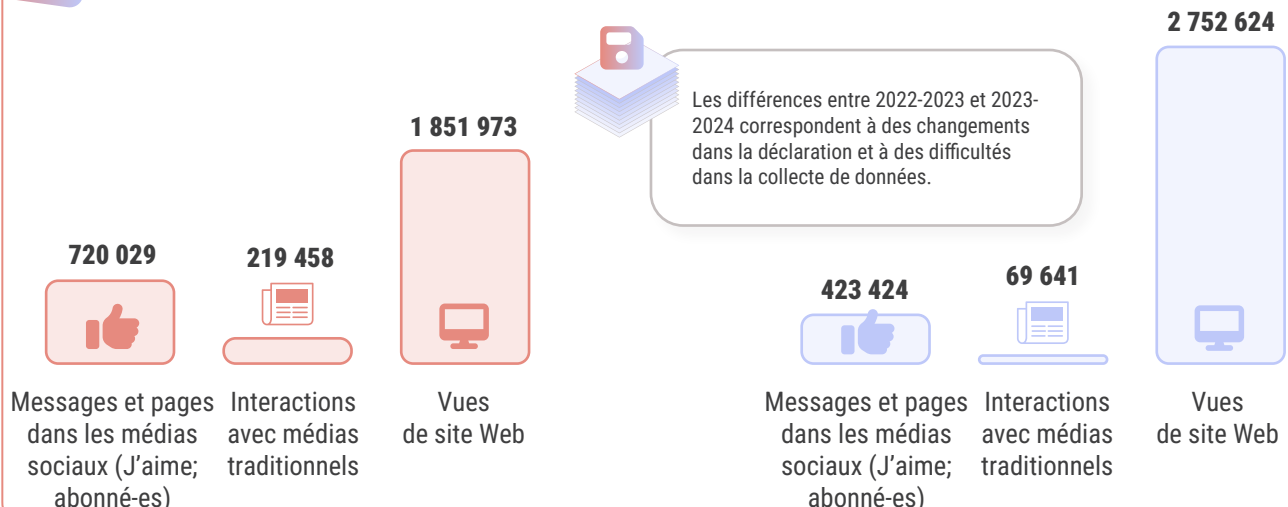 2 752 624
Les différences entre 2022-2023 et 2023-
2024 correspondent à des changements
dans la déclaration et à des difficultés
dans la collecte de données.
1 851 973
720 029
219 458
423 424
69 641
Messages et pages
dans les médias
sociaux (J'aime;
abonné-es)
Interactions
avec médias
traditionnels
Vues
de site Web
Messages et pages
dans les médias
sociaux (J'aime;
abonné-es)
Interactions
avec médias
traditionnels
Vues
de site Web